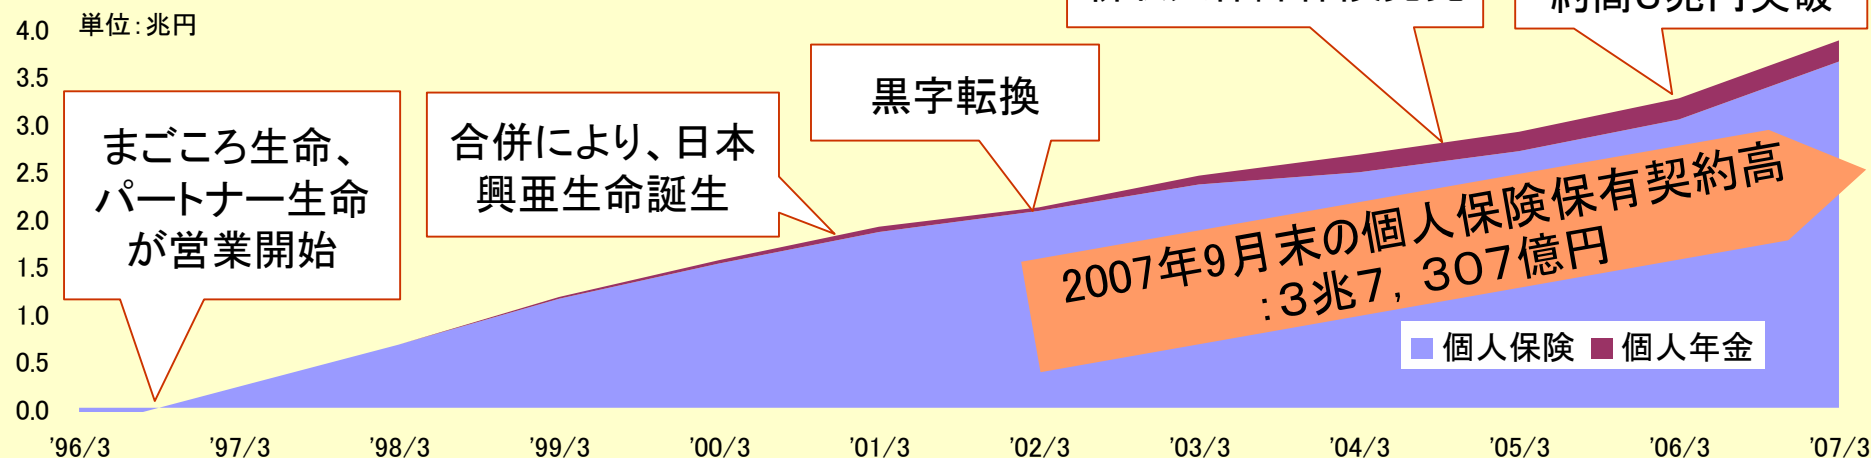 単位：兆円
4.0
3.5
3.0
2.5
2.0
1.5
1.0
0.5
0.0
まごころ生命、
パートナー生命
が営業開始
合併により、日本
興亜生命誕生
黒字転換
2007年9月末の個人保険保有契約高
：３兆７，３０７億円
個人保険
個人年金
'96/3
'97/3
'98/3
'99/3
'00/3
'01/3
'02/3
'03/3
'04/3
'05/3
'06/3
'07/3